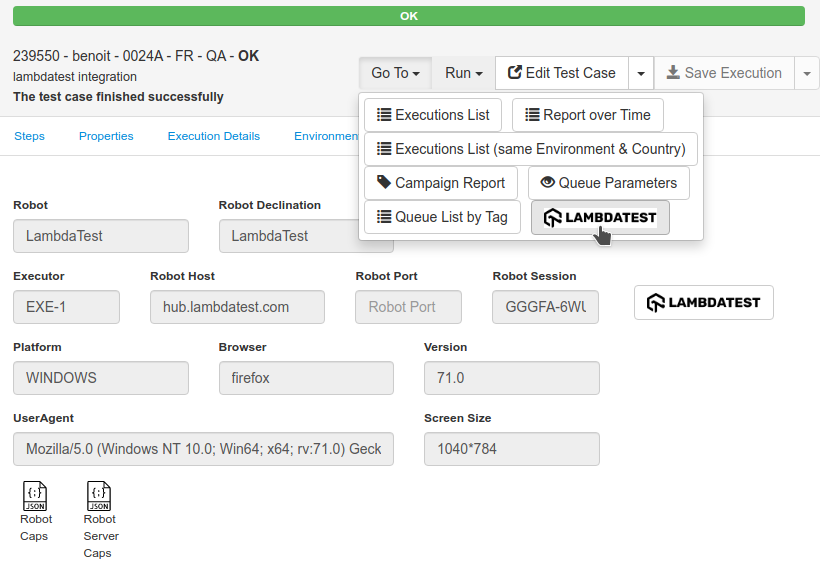 OK
239550 - benoit - 0024A - FR - QA - OK
lambdatest integration
The test case finished successfully
Go To Run Edit Test Case Save Execution
Executions List Report over Time
Executions List (same Environment & Country)
Campaign Report Queue Parameters
Queue List by Tag LAMBDATEST
Steps Properties Execution Details Environmen
Robot Robot Declination
LambdaTest LambdaTest
Executor Robot Host Robot Port Robot Session
EXE-1 hub.lambdatest.com Robot Port GGGFA-6WU LAMBDATEST
Platform Browser Version
WINDOWS firefox 71.0
UserAgent Screen Size
Mozilla/5.0 (Windows NT 10.0; Win64; x64; rv:71.0) Geck 1040*784
{;} {;}
JSON JSON
Robot Caps Robot Server Caps